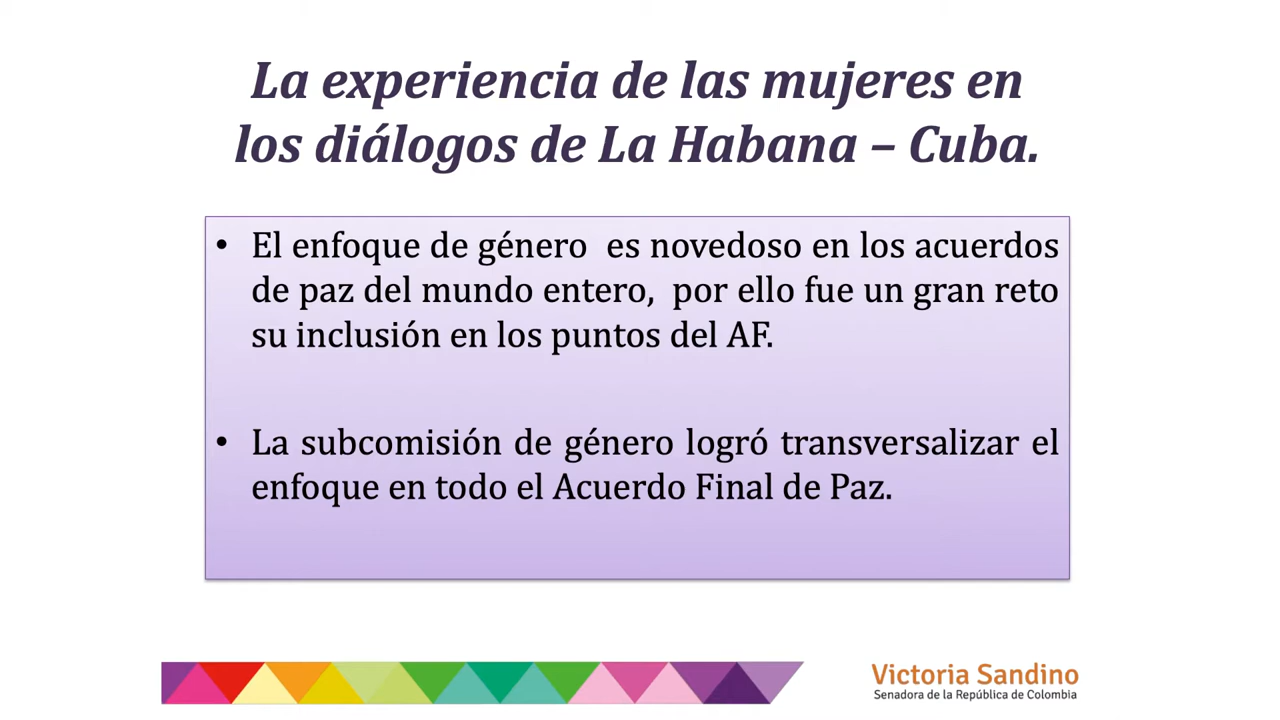 La experiencia de las mujeres en
los diálogos de La Habana – Cuba.
• El enfoque de género es novedoso en los acuerdos
de paz del mundo entero, por ello fue un gran reto
su inclusión en los puntos del AF.
• La subcomisión de género logró transversalizar el
enfoque en todo el Acuerdo Final de Paz.
Victoria Sandino
Senadora de la República de Colombia